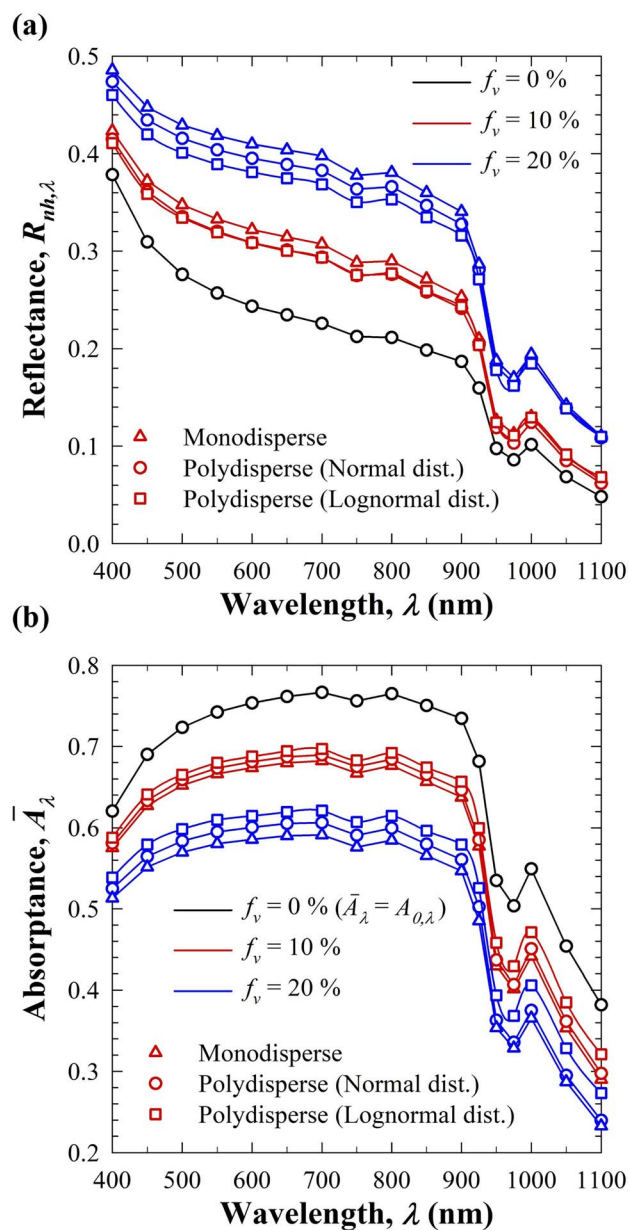 (a)
0.5
0.4
0.3
0.2
0.1
0.0
Reflectance, R_{nh,λ}
f_v = 0 %
f_v = 10 %
f_v = 20 %
Monodisperse
Polydisperse (Normal dist.)
Polydisperse (Lognormal dist.)
400 500 600 700 800 900 1000 1100
Wavelength, λ (nm)
(b)
0.8
0.7
0.6
0.5
0.4
0.3
0.2
Absorptance, Ā_λ
f_v = 0 % (Ā_λ = A_{0,λ})
f_v = 10 %
f_v = 20 %
Monodisperse
Polydisperse (Normal dist.)
Polydisperse (Lognormal dist.)
400 500 600 700 800 900 1000 1100
Wavelength, λ (nm)